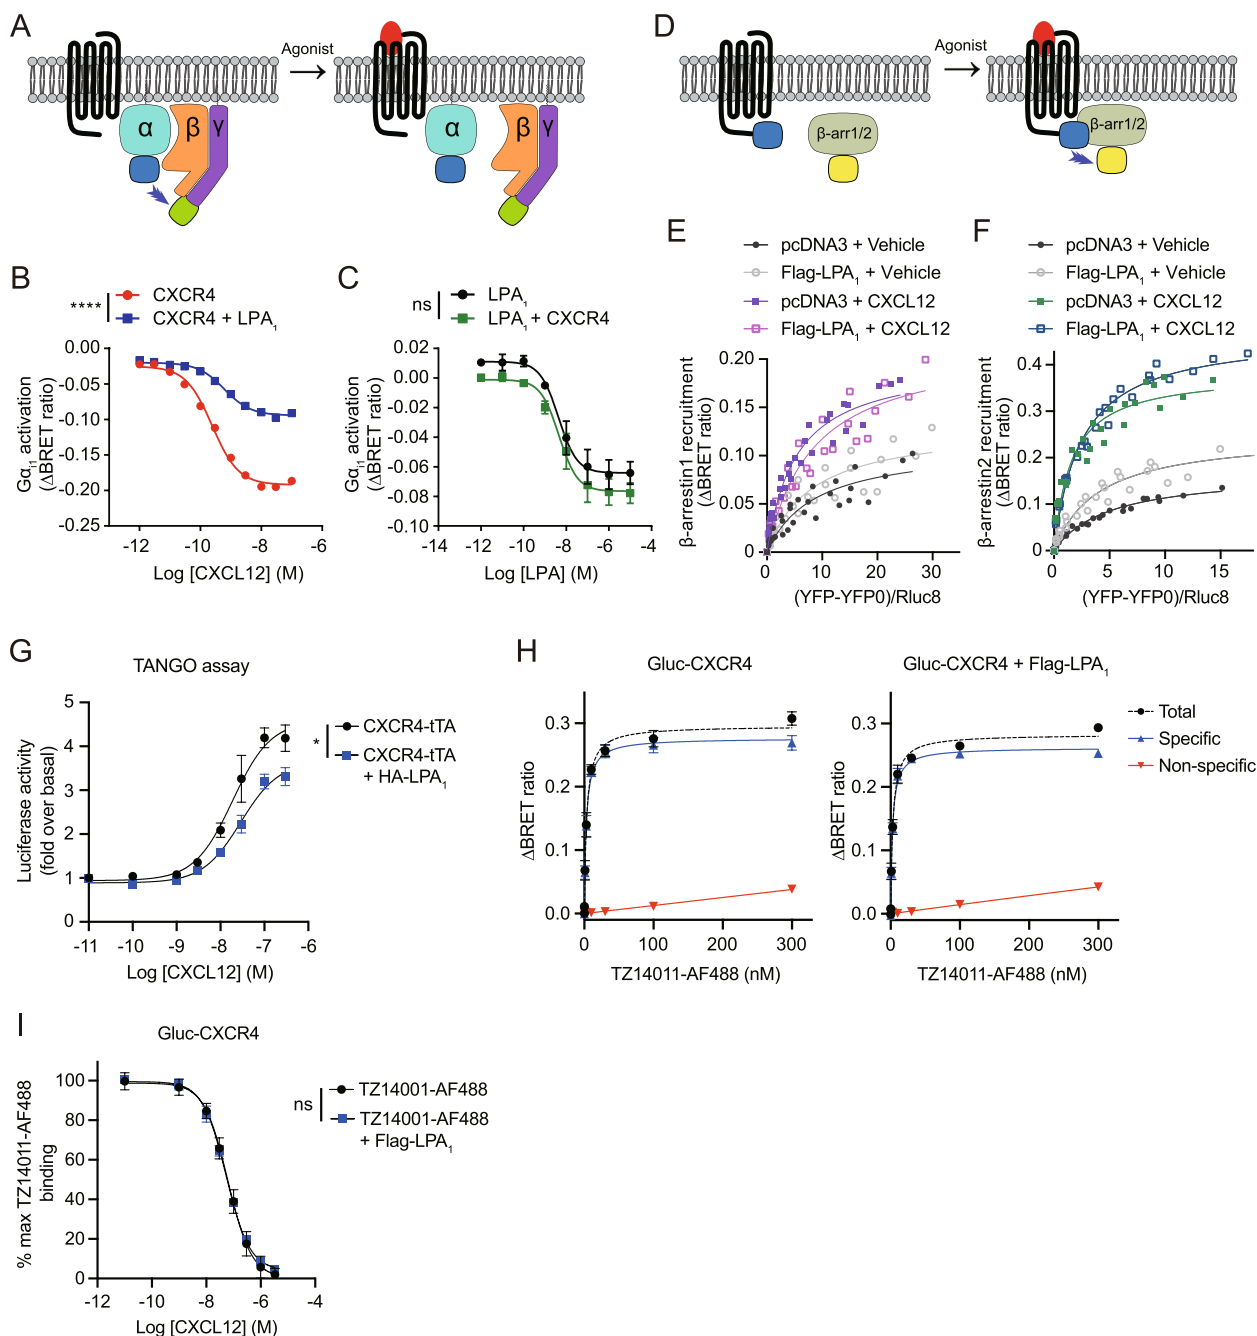 A
Agonist
α
β
γ
α
β
γ
D
Agonist
β-arr1/2
β-arr1/2
B
****
CXCR4
CXCR4 + LPA1
0.00
-0.05
-0.10
-0.15
-0.20
-0.25
Gαi1 activation
(ΔBRET ratio)
-12
-10
-8
-6
Log [CXCL12] (M)
C
ns
LPA1
LPA1 + CXCR4
0.02
0.00
-0.02
-0.04
-0.06
-0.08
-0.10
Gαi1 activation
(ΔBRET ratio)
-14
-12
-10
-8
-6
-4
Log [LPA] (M)
E
pcDNA3 + Vehicle
Flag-LPA1 + Vehicle
pcDNA3 + CXCL12
Flag-LPA1 + CXCL12
0.20
0.15
0.10
0.05
0
β-arrestin1 recruitment
(ΔBRET ratio)
0
10
20
30
(YFP-YFP0)/Rluc8
F
pcDNA3 + Vehicle
Flag-LPA1 + Vehicle
pcDNA3 + CXCL12
Flag-LPA1 + CXCL12
0.4
0.3
0.2
0.1
0
β-arrestin2 recruitment
(ΔBRET ratio)
0
5
10
15
(YFP-YFP0)/Rluc8
G
TANGO assay
5
4
3
2
1
0
Luciferase activity
(fold over basal)
-11
-10
-9
-8
-7
-6
Log [CXCL12] (M)
*
CXCR4-tTA
CXCR4-tTA
+ HA-LPA1
H
Gluc-CXCR4
0.3
0.2
0.1
0.0
ΔBRET ratio
0
100
200
300
TZ14011-AF488 (nM)
Gluc-CXCR4 + Flag-LPA1
0.3
0.2
0.1
0.0
ΔBRET ratio
0
100
200
300
TZ14011-AF488 (nM)
Total
Specific
Non-specific
I
Gluc-CXCR4
100
80
60
40
20
0
% max TZ14011-AF488
binding
-12
-10
-8
-6
-4
Log [CXCL12] (M)
ns
TZ14001-AF488
TZ14001-AF488
+ Flag-LPA1